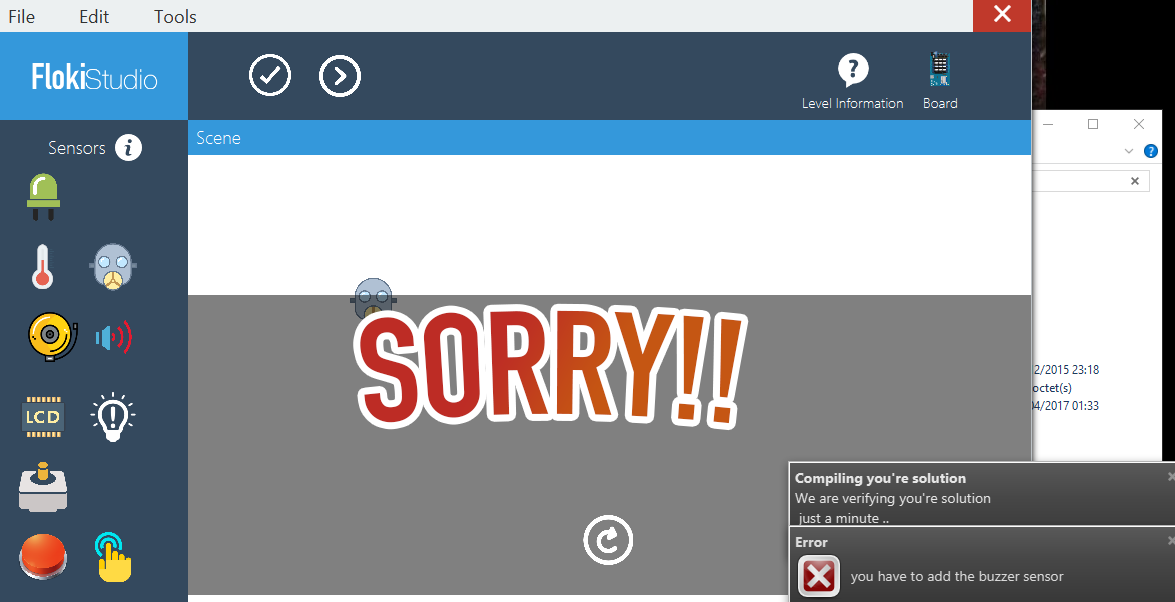 File Edit Tools
FlokiStudio
Level Information Board
Sensors i
Scene
SORRY!!
LCD
2/2015 23:18
octet(s)
04/2017 01:33
Compiling you're solution
We are verifying you're solution
just a minute ..
Error
you have to add the buzzer sensor